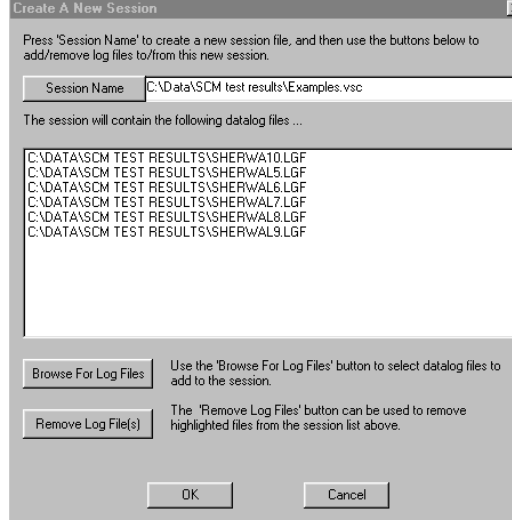 Create A New Session
Press 'Session Name' to create a new session file, and then use the buttons below to
add/remove log files to/from this new session.
Session Name C:\Data\SCM test results\Examples.vsc
The session will contain the following datalog files ...
C:\DATA\SCM TEST RESULTS\SHERWA10.LGF
C:\DATA\SCM TEST RESULTS\SHERWAL5.LGF
C:\DATA\SCM TEST RESULTS\SHERWAL6.LGF
C:\DATA\SCM TEST RESULTS\SHERWAL7.LGF
C:\DATA\SCM TEST RESULTS\SHERWAL8.LGF
C:\DATA\SCM TEST RESULTS\SHERWAL9.LGF
Browse For Log Files
Use the 'Browse For Log Files' button to select datalog files to
add to the session.
Remove Log File(s)
The 'Remove Log Files' button can be used to remove
highlighted files from the session list above.
OK Cancel